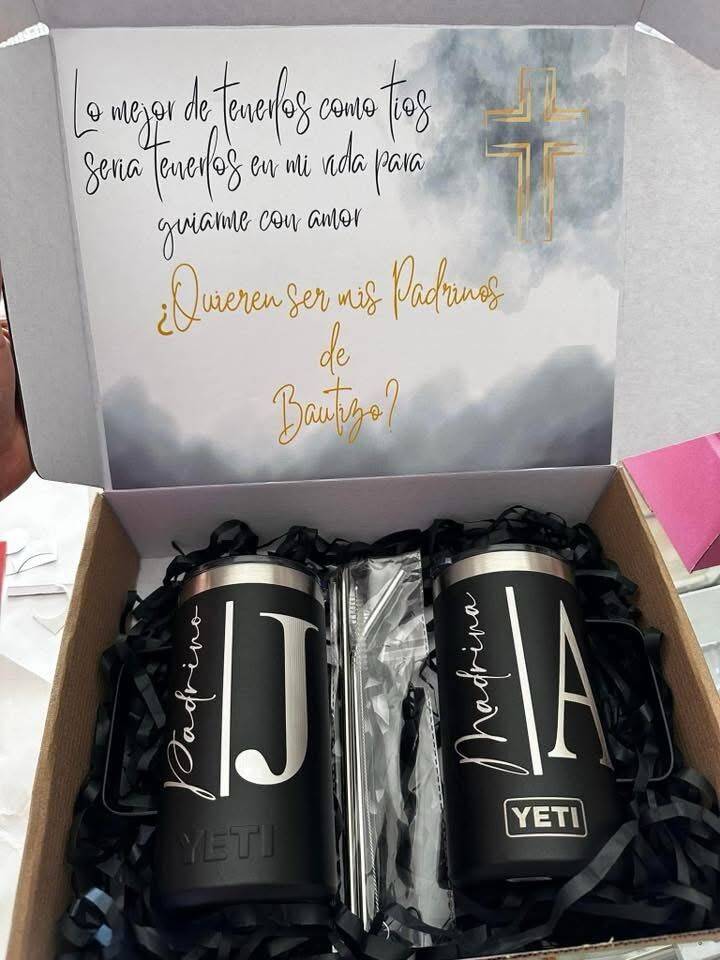 Lo mejor de tenerlos como tios
seria tenerlos en mi vida para
guiarme con amor
¿Quieren ser mis Padrinos
de
Bautizo?
Padrino
J
YETI
Madrina
A
YETI